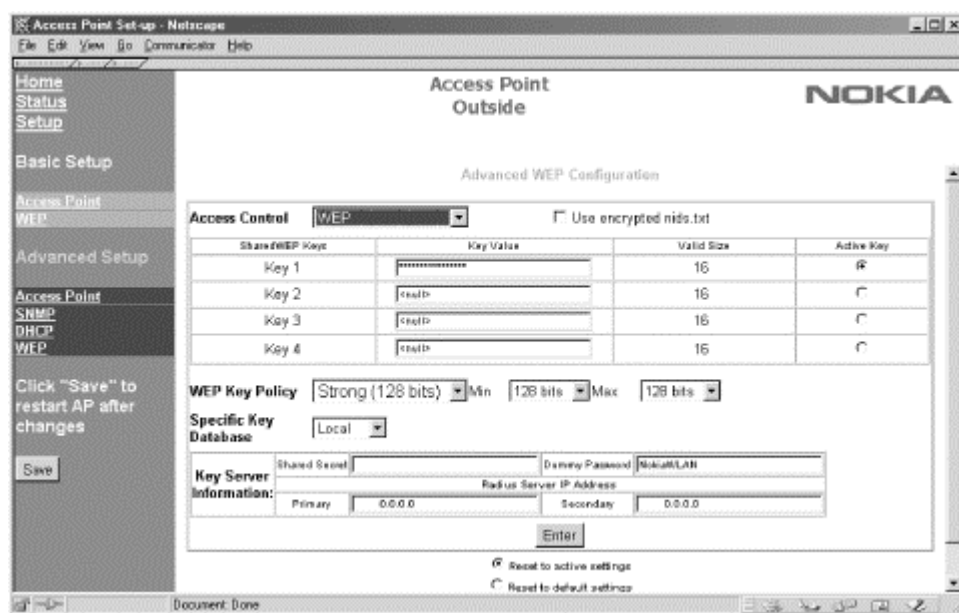 Access Point Set-up - Netscape
File Edit View Go Communicator Help
Home
Status
Setup
Basic Setup
Access Point
WEP
Advanced Setup
Access Point
SNMP
DHCP
WEP
Click "Save" to
restart AP after
changes
Save
Access Point
Outside
NOKIA
Advanced WEP Configuration
Access Control WEP Use encrypted nids.txt
Shared WEP Keys Key Value Valid Size Active Key
Key 1 **************** 16
Key 2 <null> 16
Key 3 <null> 16
Key 4 <null> 16
WEP Key Policy Strong (128 bits) Min 128 bits Max 128 bits
Specific Key
Database
Local
Key Server
Information:
Shared Secret Dummy Password NokiaWLAN
Radius Server IP Address
Primary 0.0.0.0 Secondary 0.0.0.0
Enter
Reset to active settings
Reset to default settings
Document: Done